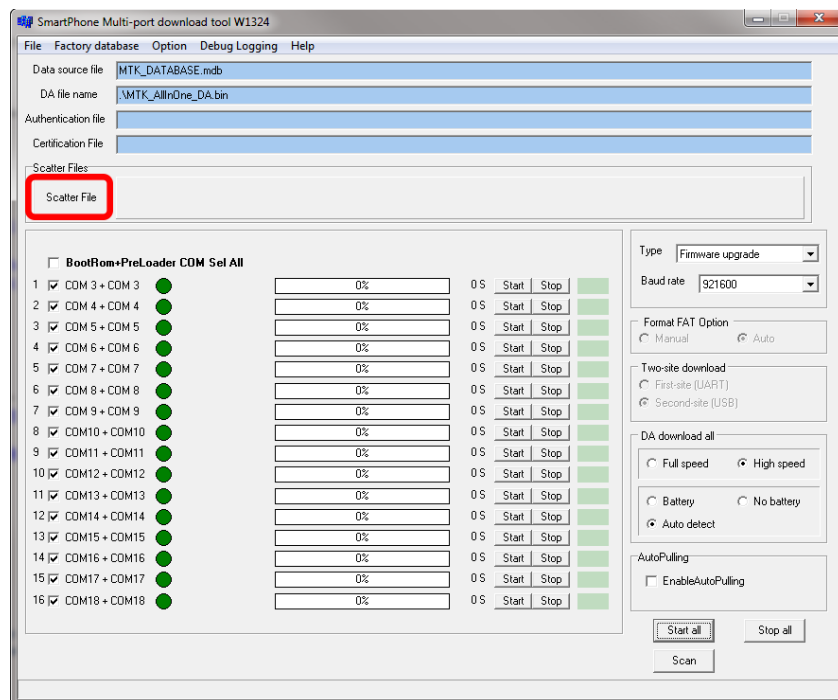 SmartPhone Multi-port download tool W1324
File Factory database Option Debug Logging Help
Data source file MTK_DATABASE.mdb
DA file name .\MTK_AllInOne_DA.bin
Authentication file
Certification File
Scatter Files
Scatter File
BootRom+PreLoader COM Sel All
1 COM 3 + COM 3 0% 0 S Start Stop
2 COM 4 + COM 4 0% 0 S Start Stop
3 COM 5 + COM 5 0% 0 S Start Stop
4 COM 6 + COM 6 0% 0 S Start Stop
5 COM 7 + COM 7 0% 0 S Start Stop
6 COM 8 + COM 8 0% 0 S Start Stop
7 COM 9 + COM 9 0% 0 S Start Stop
8 COM10 + COM10 0% 0 S Start Stop
9 COM11 + COM11 0% 0 S Start Stop
10 COM12 + COM12 0% 0 S Start Stop
11 COM13 + COM13 0% 0 S Start Stop
12 COM14 + COM14 0% 0 S Start Stop
13 COM15 + COM15 0% 0 S Start Stop
14 COM16 + COM16 0% 0 S Start Stop
15 COM17 + COM17 0% 0 S Start Stop
16 COM18 + COM18 0% 0 S Start Stop
Type Firmware upgrade
Baud rate 921600
Format FAT Option
Manual Auto
Two-site download
First-site (UART)
Second-site (USB)
DA download all
Full speed High speed
Battery No battery
Auto detect
AutoPulling
EnableAutoPulling
Start all Stop all
Scan